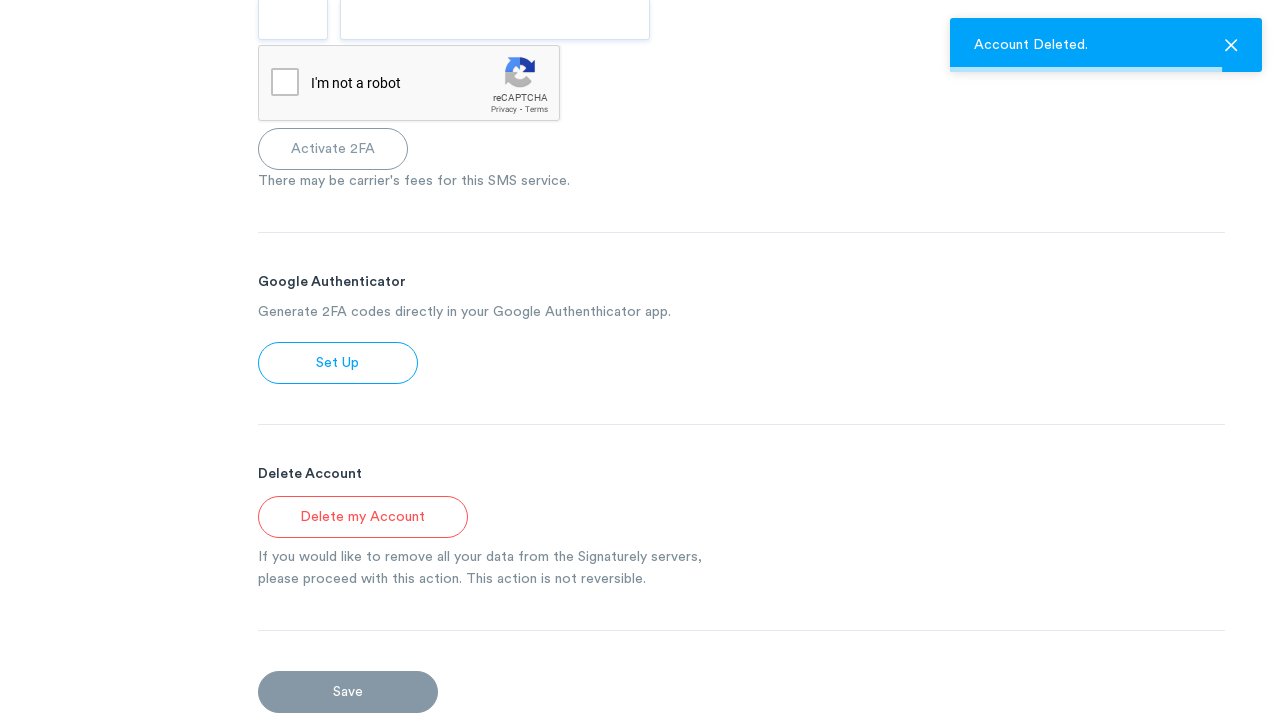 Account Deleted.
I'm not a robot
reCAPTCHA
Privacy - Terms
Activate 2FA
There may be carrier's fees for this SMS service.
Google Authenticator
Generate 2FA codes directly in your Google Authenthicator app.
Set Up
Delete Account
Delete my Account
If you would like to remove all your data from the Signaturely servers,
please proceed with this action. This action is not reversible.
Save